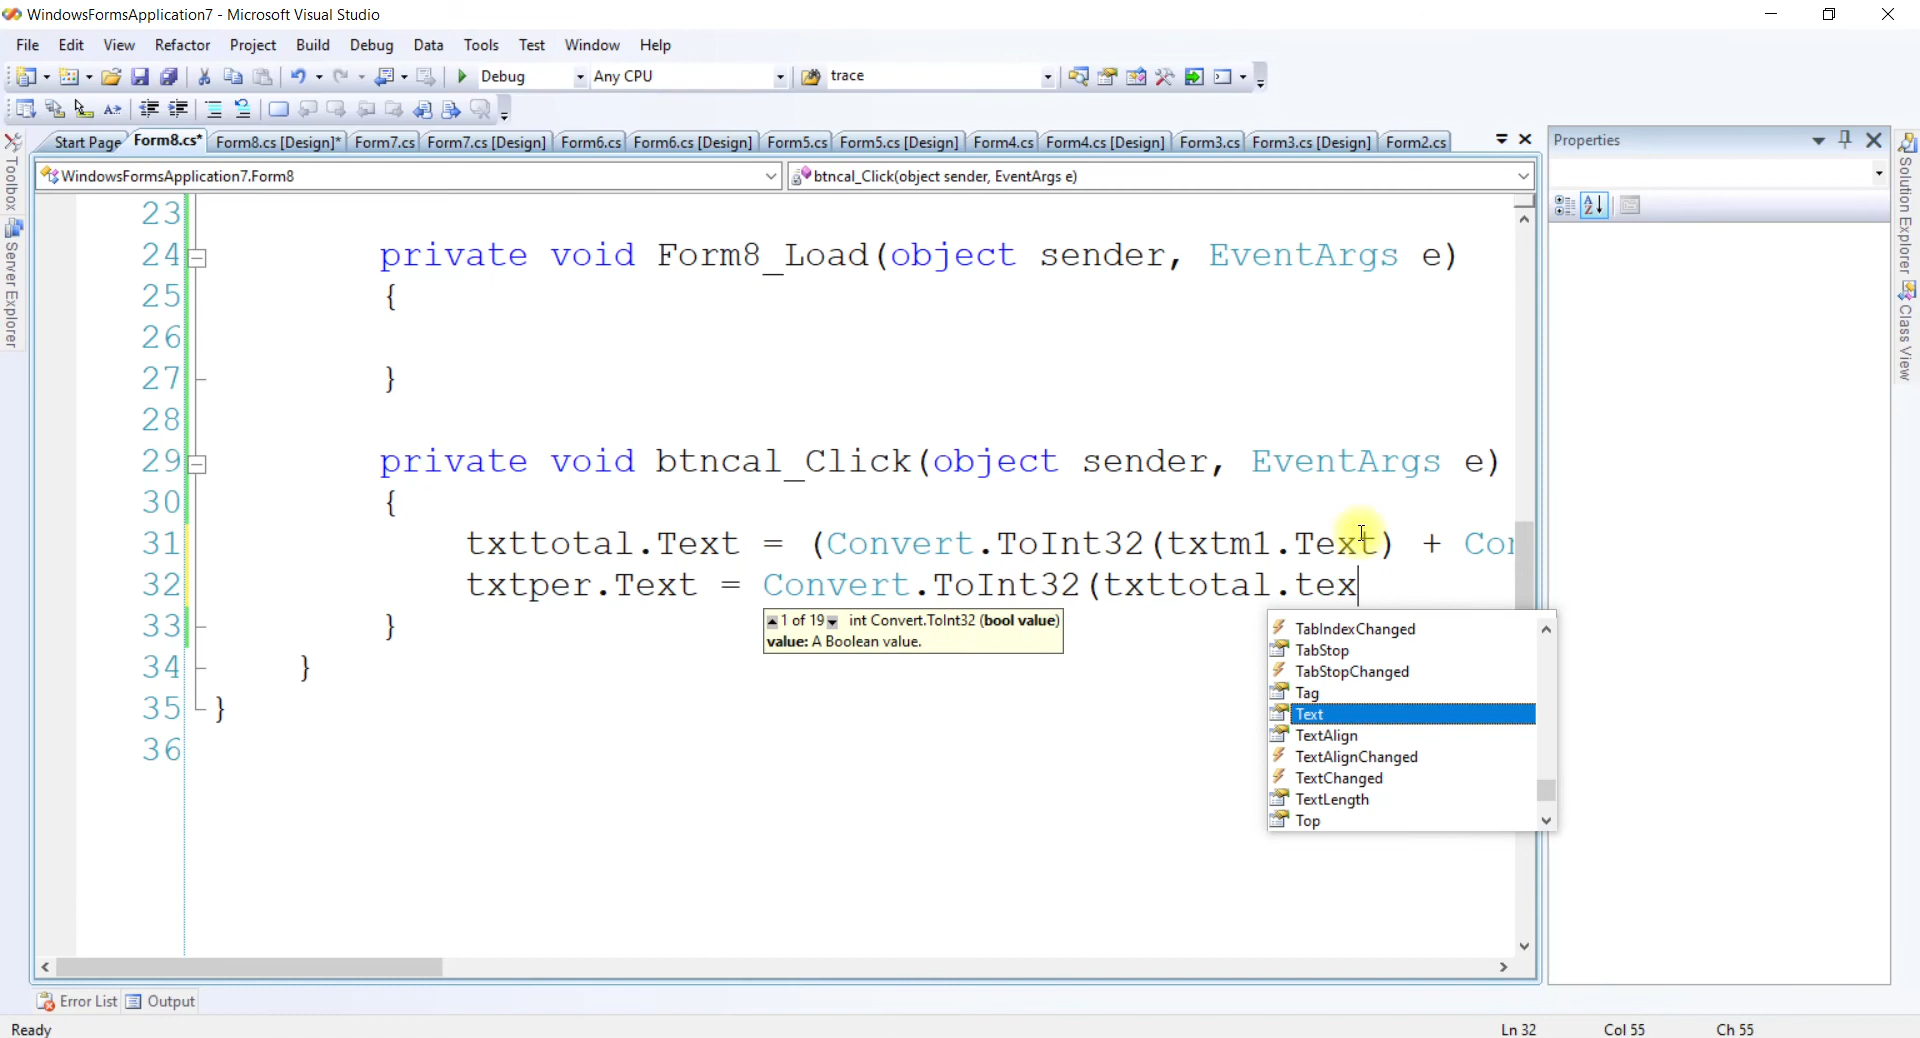 WindowsFormsApplication7 - Microsoft Visual Studio
File Edit View Refactor Project Build Debug Data Tools Test Window Help
Debug Any CPU trace
Start Page Form8.cs* Form8.cs [Design]* Form7.cs Form7.cs [Design] Form6.cs Form6.cs [Design] Form5.cs Form5.cs [Design] Form4.cs Form4.cs [Design] Form3.cs Form3.cs [Design] Form2.cs
Properties
WindowsFormsApplication7.Form8 btncal_Click(object sender, EventArgs e)
Toolbox
Server Explorer
Solution Explorer
Class View
23
24 private void Form8_Load(object sender, EventArgs e)
25 {
26
27 }
28
29 private void btncal_Click(object sender, EventArgs e)
30 {
31 txttotal.Text = (Convert.ToInt32(txtm1.Text) + Con
32 txtper.Text = Convert.ToInt32(txttotal.tex
33 }
34 }
35 }
36
1 of 19 int Convert.ToInt32 (bool value)
value: A Boolean value.
TabIndexChanged
TabStop
TabStopChanged
Tag
Text
TextAlign
TextAlignChanged
TextChanged
TextLength
Top
Error List Output
Ready Ln 32 Col 55 Ch 55